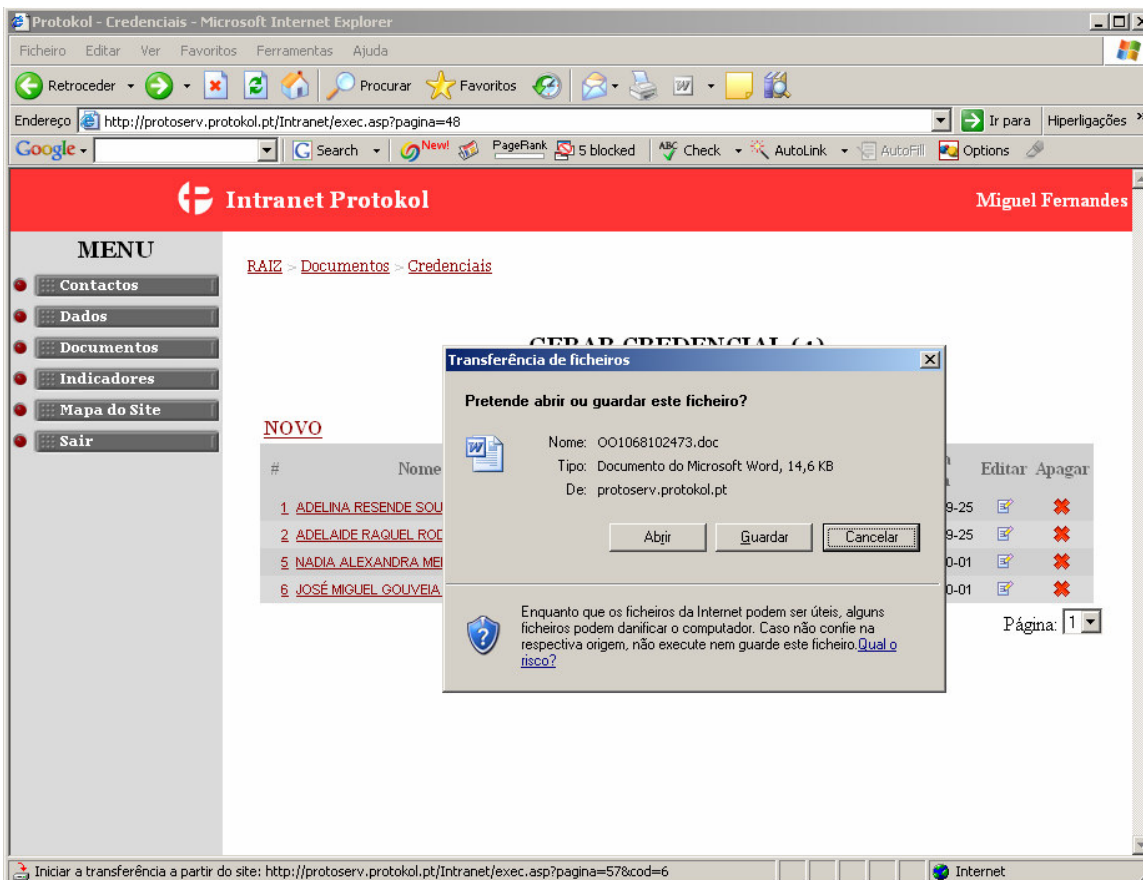 Protokol - Credenciais - Microsoft Internet Explorer
Ficheiro Editar Ver Favoritos Ferramentas Ajuda
Retroceder Procurar Favoritos
Endereço http://protoserv.protokol.pt/Intranet/exec.asp?pagina=48 Ir para Hiperligações »
Google G Search New! PageRank 5 blocked ABC Check AutoLink AutoFill Options
Intranet Protokol Miguel Fernandes
MENU
Contactos
Dados
Documentos
Indicadores
Mapa do Site
Sair
RAIZ > Documentos > Credenciais
GERAR CREDENCIAL (4)
NOVO
# Nome Editar Apagar
1 ADELINA RESENDE SOU 9-25
2 ADELAIDE RAQUEL ROD 9-25
5 NADIA ALEXANDRA ME 0-01
6 JOSÉ MIGUEL GOUVEIA 0-01
Página: 1
Transferência de ficheiros
Pretende abrir ou guardar este ficheiro?
Nome: OO1068102473.doc
Tipo: Documento do Microsoft Word, 14,6 KB
De: protoserv.protokol.pt
Abrir Guardar Cancelar
Enquanto que os ficheiros da Internet podem ser úteis, alguns
ficheiros podem danificar o computador. Caso não confie na
respectiva origem, não execute nem guarde este ficheiro.Qual o
risco?
Iniciar a transferência a partir do site: http://protoserv.protokol.pt/Intranet/exec.asp?pagina=57&cod=6 Internet